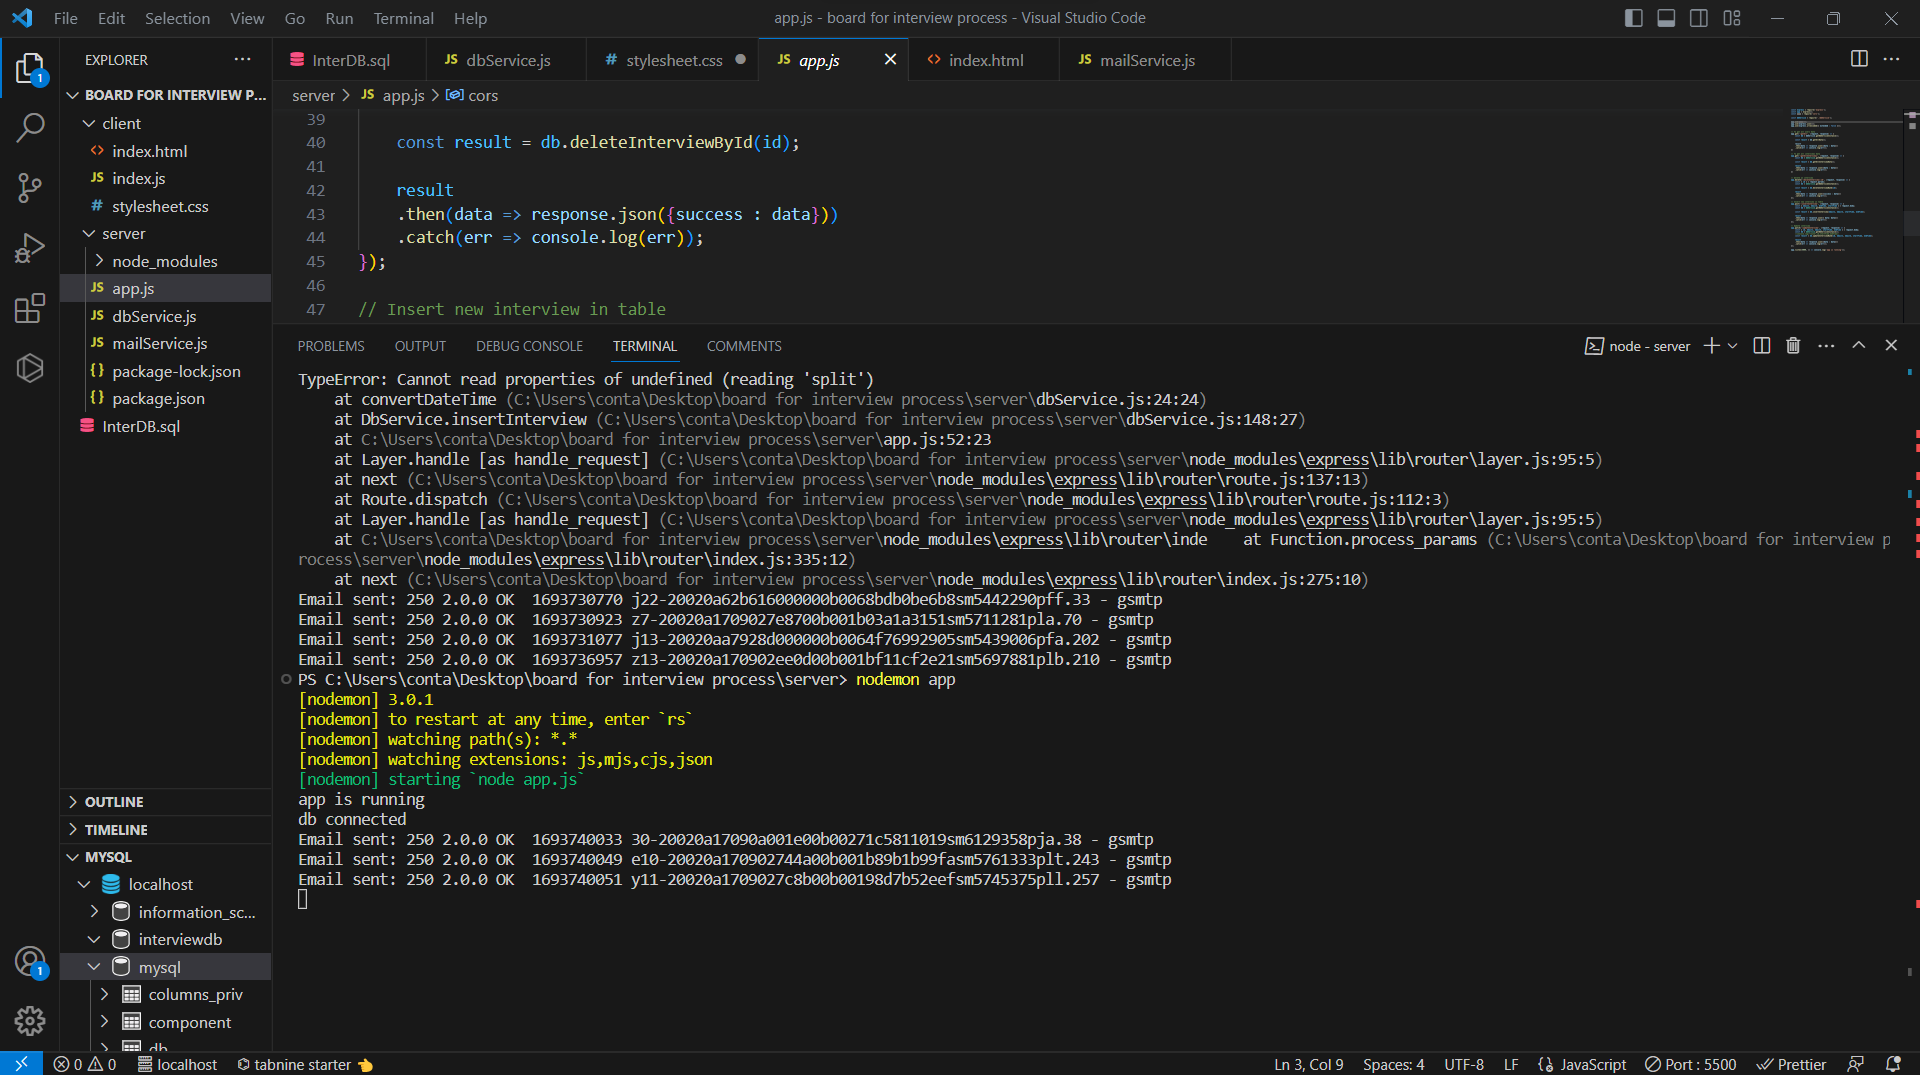 File Edit Selection View Go Run Terminal Help
app.js - board for interview process - Visual Studio Code
EXPLORER
BOARD FOR INTERVIEW P...
client
index.html
JS index.js
# stylesheet.css
server
node_modules
JS app.js
JS dbService.js
JS mailService.js
{} package-lock.json
{} package.json
InterDB.sql
OUTLINE
TIMELINE
MYSQL
localhost
information_sc...
interviewdb
mysql
columns_priv
component
db
1
1
InterDB.sql JS dbService.js # stylesheet.css JS app.js <> index.html JS mailService.js
server > JS app.js > cors
39
40 const result = db.deleteInterviewById(id);
41
42 result
43 .then(data => response.json({success : data}))
44 .catch(err => console.log(err));
45 });
46
47 // Insert new interview in table
PROBLEMS OUTPUT DEBUG CONSOLE TERMINAL COMMENTS
node - server
TypeError: Cannot read properties of undefined (reading 'split')
at convertDateTime (C:\Users\conta\Desktop\board for interview process\server\dbService.js:24:24)
at DbService.insertInterview (C:\Users\conta\Desktop\board for interview process\server\dbService.js:148:27)
at C:\Users\conta\Desktop\board for interview process\server\app.js:52:23
at Layer.handle [as handle_request] (C:\Users\conta\Desktop\board for interview process\server\node_modules\express\lib\router\layer.js:95:5)
at next (C:\Users\conta\Desktop\board for interview process\server\node_modules\express\lib\router\route.js:137:13)
at Route.dispatch (C:\Users\conta\Desktop\board for interview process\server\node_modules\express\lib\router\route.js:112:3)
at Layer.handle [as handle_request] (C:\Users\conta\Desktop\board for interview process\server\node_modules\express\lib\router\layer.js:95:5)
at C:\Users\conta\Desktop\board for interview process\server\node_modules\express\lib\router\inde at Function.process_params (C:\Users\conta\Desktop\board for interview p
rocess\server\node_modules\express\lib\router\index.js:335:12)
at next (C:\Users\conta\Desktop\board for interview process\server\node_modules\express\lib\router\index.js:275:10)
Email sent: 250 2.0.0 OK 1693730770 j22-20020a62b616000000b0068bdb0be6b8sm5442290pff.33 - gsmtp
Email sent: 250 2.0.0 OK 1693730923 z7-20020a1709027e8700b001b03a1a3151sm5711281pla.70 - gsmtp
Email sent: 250 2.0.0 OK 1693731077 j13-20020aa7928d000000b0064f76992905sm5439006pfa.202 - gsmtp
Email sent: 250 2.0.0 OK 1693736957 z13-20020a170902ee0d00b001bf11cf2e21sm5697881plb.210 - gsmtp
PS C:\Users\conta\Desktop\board for interview process\server> nodemon app
[nodemon] 3.0.1
[nodemon] to restart at any time, enter `rs`
[nodemon] watching path(s): *.*
[nodemon] watching extensions: js,mjs,cjs,json
[nodemon] starting `node app.js`
app is running
db connected
Email sent: 250 2.0.0 OK 1693740033 30-20020a17090a001e00b00271c5811019sm6129358pja.38 - gsmtp
Email sent: 250 2.0.0 OK 1693740049 e10-20020a170902744a00b001b89b1b99fasm5761333plt.243 - gsmtp
Email sent: 250 2.0.0 OK 1693740051 y11-20020a1709027c8b00b00198d7b52eefsm5745375pll.257 - gsmtp
0 0 localhost tabnine starter Ln 3, Col 9 Spaces: 4 UTF-8 LF {} JavaScript Port : 5500 Prettier